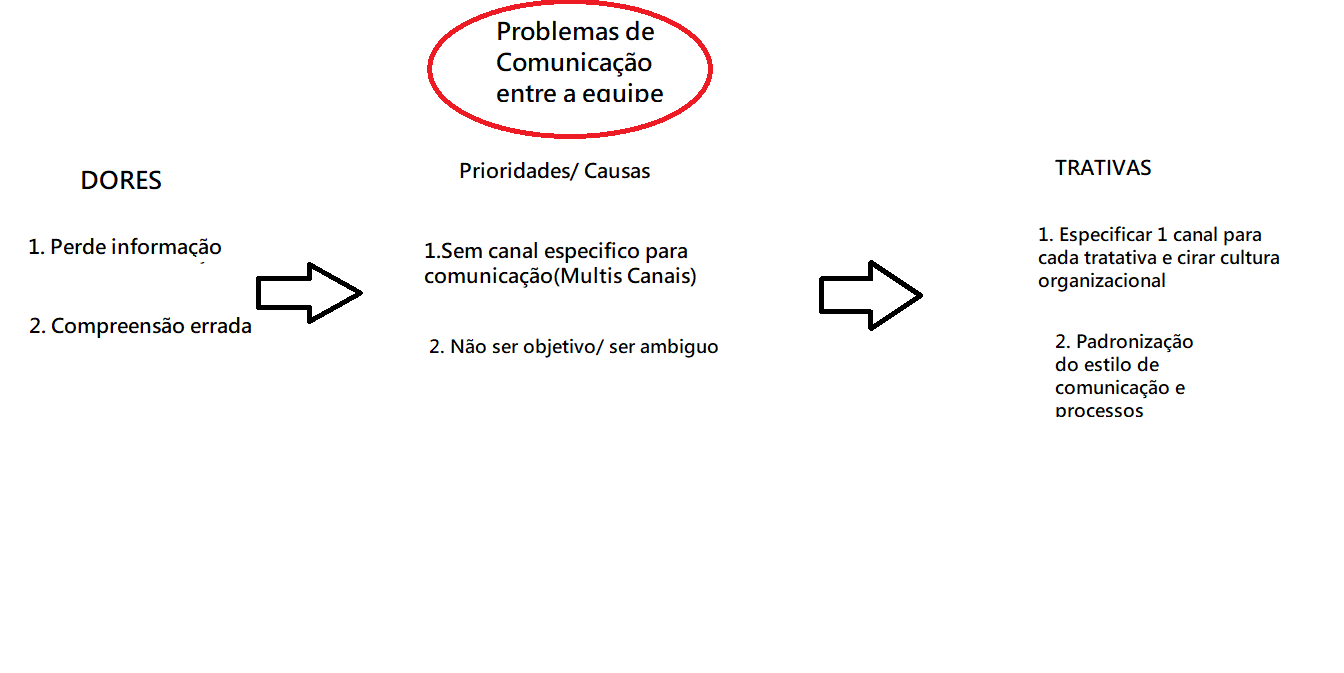 Problemas de
Comunicação
entre a equipe
DORES
Prioridades/ Causas
TRATIVAS
1. Perde informação
2. Compreensão errada
1.Sem canal especifico para
comunicação(Multis Canais)
2. Não ser objetivo/ ser ambiguo
1. Especificar 1 canal para
cada tratativa e cirar cultura
organizacional
2. Padronização
do estilo de
comunicação e
processos